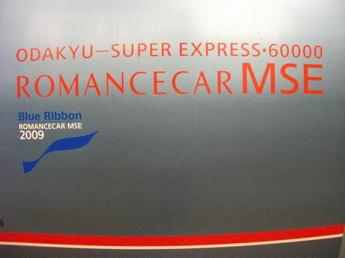 ODAKYU—SUPER EXPRESS・60000
ROMANCECAR MSE
Blue Ribbon
ROMANCECAR MSE
2009